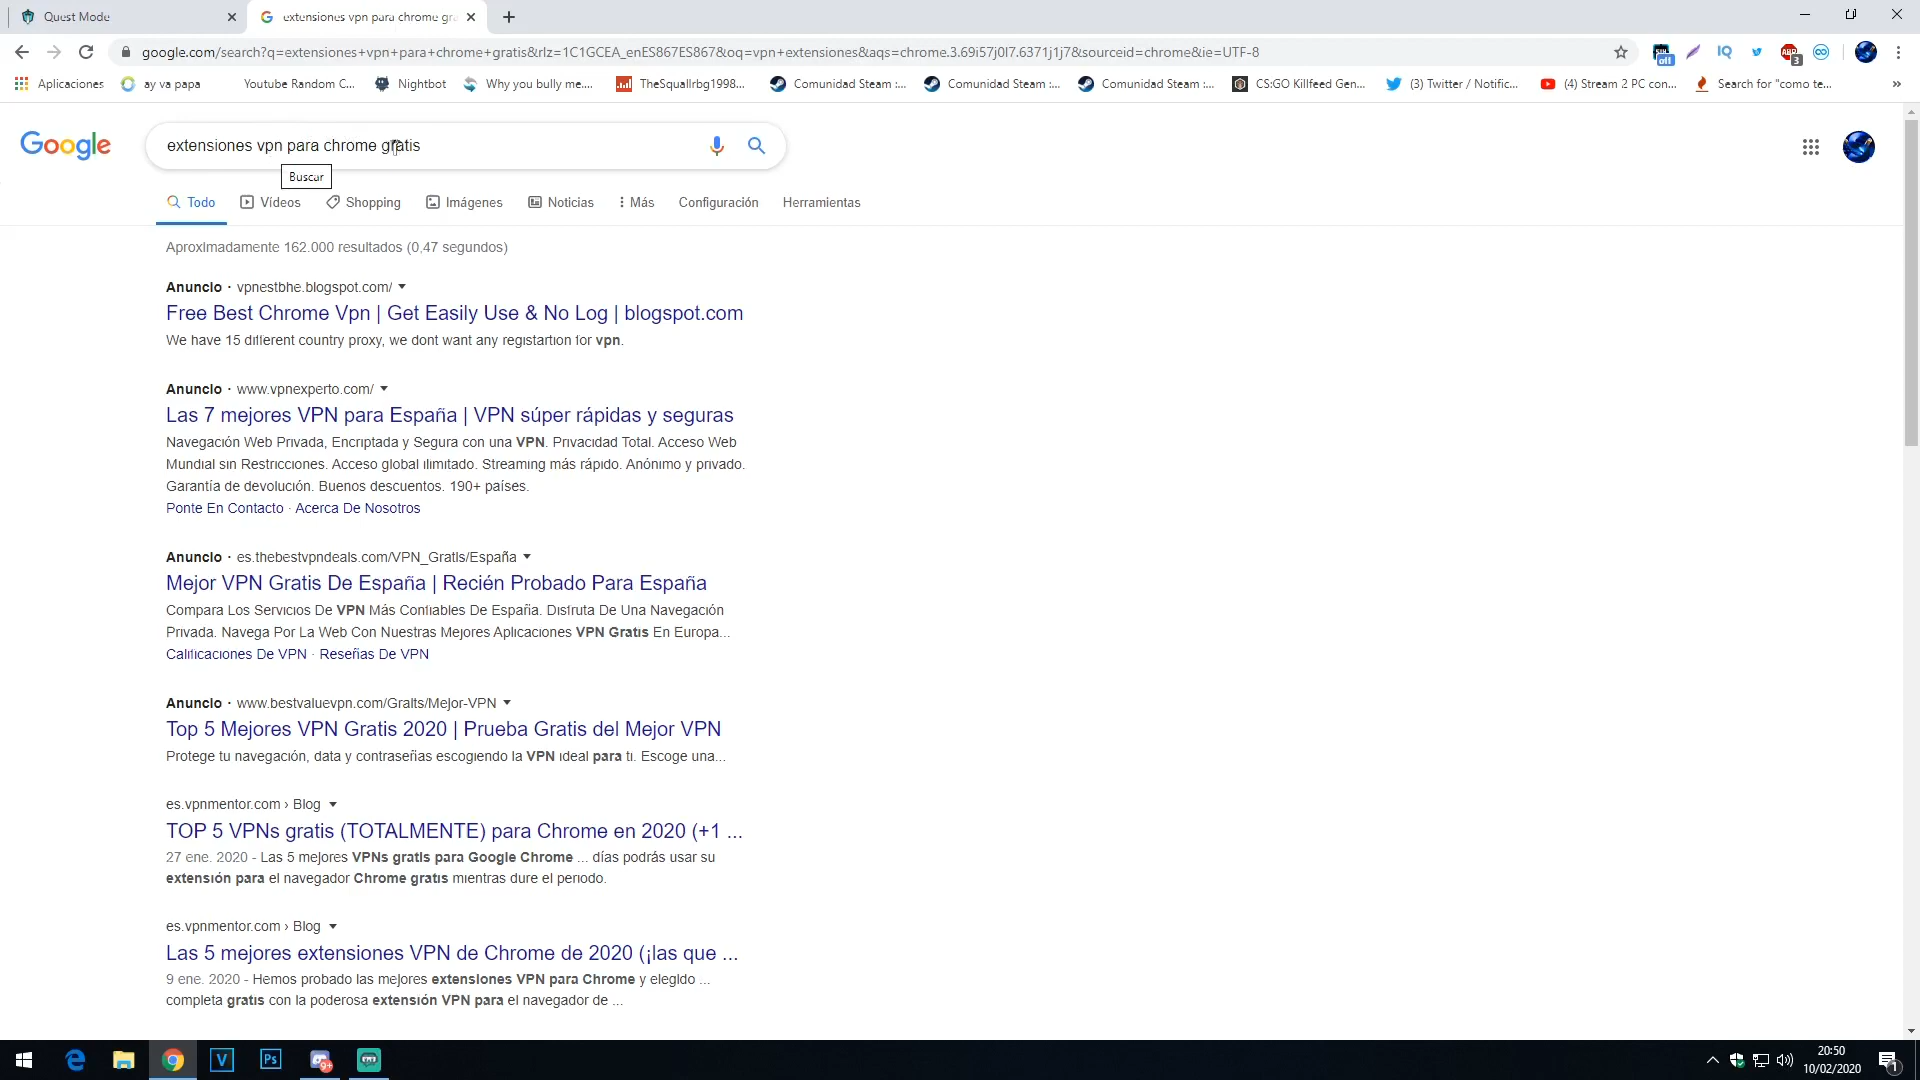 Quest Mode
extensiones vpn para chrome gra
google.com/search?q=extensiones+vpn+para+chrome+gratis&rlz=1C1GCEA_enES867ES867&oq=vpn+extensiones&aqs=chrome.3.69i57j0l7.6371j1j7&sourceid=chrome&ie=UTF-8
Aplicaciones
ay va papa
Youtube Random C...
Nightbot
Why you bully me....
TheSquallrbg1998...
Comunidad Steam :...
Comunidad Steam :...
Comunidad Steam :...
CS:GO Killfeed Gen...
(3) Twitter / Notific...
(4) Stream 2 PC con...
Search for "como te...
»
off
IQ
ABP
3
Google
extensiones vpn para chrome gratis
Buscar
Todo
Vídeos
Shopping
Imágenes
Noticias
Más
Configuración
Herramientas
Aproximadamente 162.000 resultados (0,47 segundos)
Anuncio · vpnestbhe.blogspot.com/
Free Best Chrome Vpn | Get Easily Use & No Log | blogspot.com
We have 15 different country proxy, we dont want any registartion for vpn.
Anuncio · www.vpnexperto.com/
Las 7 mejores VPN para España | VPN súper rápidas y seguras
Navegación Web Privada, Encriptada y Segura con una VPN. Privacidad Total. Acceso Web
Mundial sin Restricciones. Acceso global ilimitado. Streaming más rápido. Anónimo y privado.
Garantía de devolución. Buenos descuentos. 190+ países.
Ponte En Contacto · Acerca De Nosotros
Anuncio · es.thebestvpndeals.com/VPN_Gratis/España
Mejor VPN Gratis De España | Recién Probado Para España
Compara Los Servicios De VPN Más Confiables De España. Disfruta De Una Navegación
Privada. Navega Por La Web Con Nuestras Mejores Aplicaciones VPN Gratis En Europa...
Calificaciones De VPN · Reseñas De VPN
Anuncio · www.bestvaluevpn.com/Graits/Mejor-VPN
Top 5 Mejores VPN Gratis 2020 | Prueba Gratis del Mejor VPN
Protege tu navegación, data y contraseñas escogiendo la VPN ideal para ti. Escoge una...
es.vpnmentor.com › Blog
TOP 5 VPNs gratis (TOTALMENTE) para Chrome en 2020 (+1 ...
27 ene. 2020 - Las 5 mejores VPNs gratis para Google Chrome ... días podrás usar su
extensión para el navegador Chrome gratis mientras dure el periodo.
es.vpnmentor.com › Blog
Las 5 mejores extensiones VPN de Chrome de 2020 (¡las que ...
9 ene. 2020 - Hemos probado las mejores extensiones VPN para Chrome y elegido ...
completa gratis con la poderosa extensión VPN para el navegador de ...
V
Ps
9+
20:50
10/02/2020
1